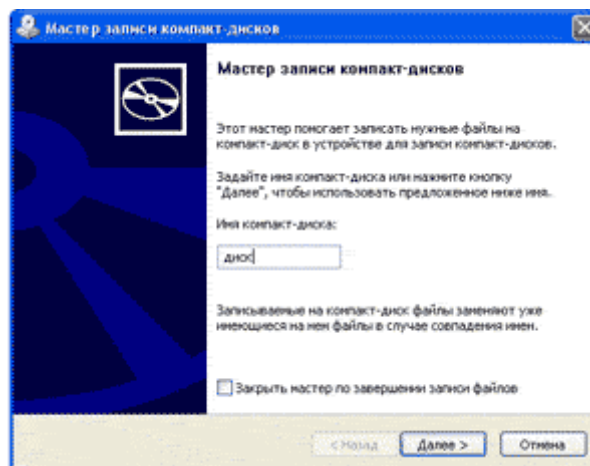 Мастер записи компакт-дисков
Мастер записи компакт-дисков
Этот мастер помогает записать нужные файлы на
компакт-диск в устройстве для записи компакт-дисков.
Задайте имя компакт-диска или нажмите кнопку
"Далее", чтобы использовать предложенное ниже имя.
Имя компакт-диска:
диск
Записываемые на компакт-диск файлы заменяют уже
имеющиеся на нем файлы в случае совпадения имен.
Закрыть мастер по завершении записи файлов
< Назад
Далее >
Отмена